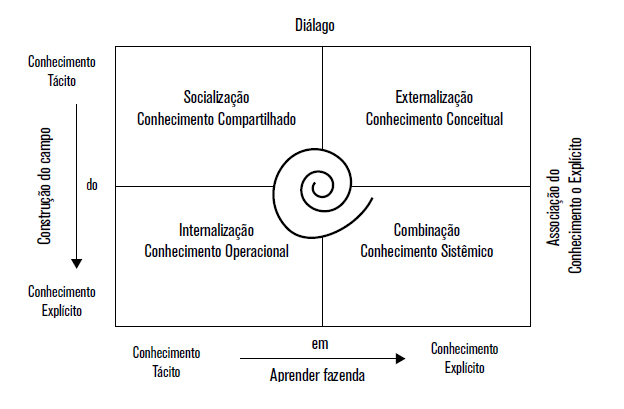 Diálago
Conhecimento
Tácito
Socialização
Conhecimento Compartilhado
Externalização
Conhecimento Conceitual
Construção do campo
do
Associação do
Conhecimento o Explícito
Internalização
Conhecimento Operacional
Combinação
Conhecimento Sistêmico
Conhecimento
Explícito
Conhecimento
Tácito
em
Aprender fazenda
Conhecimento
Explícito